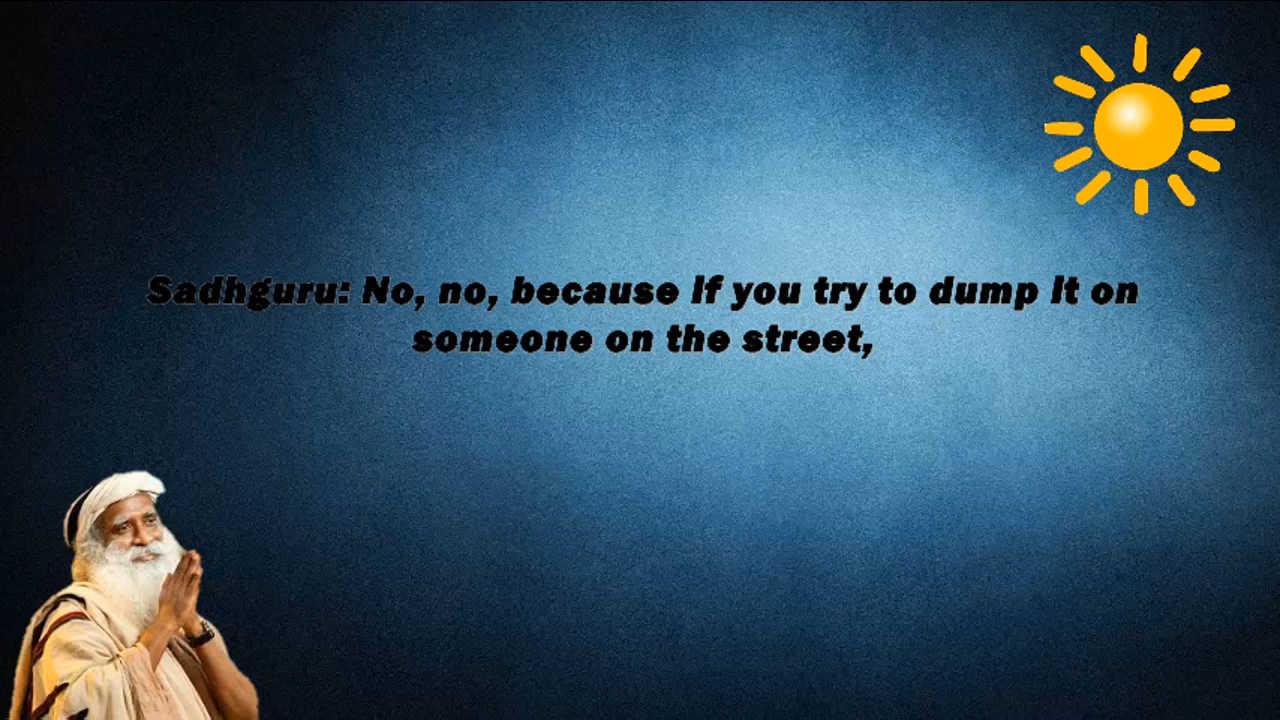 Sadhguru: No, no, because If you try to dump It on
someone on the street,